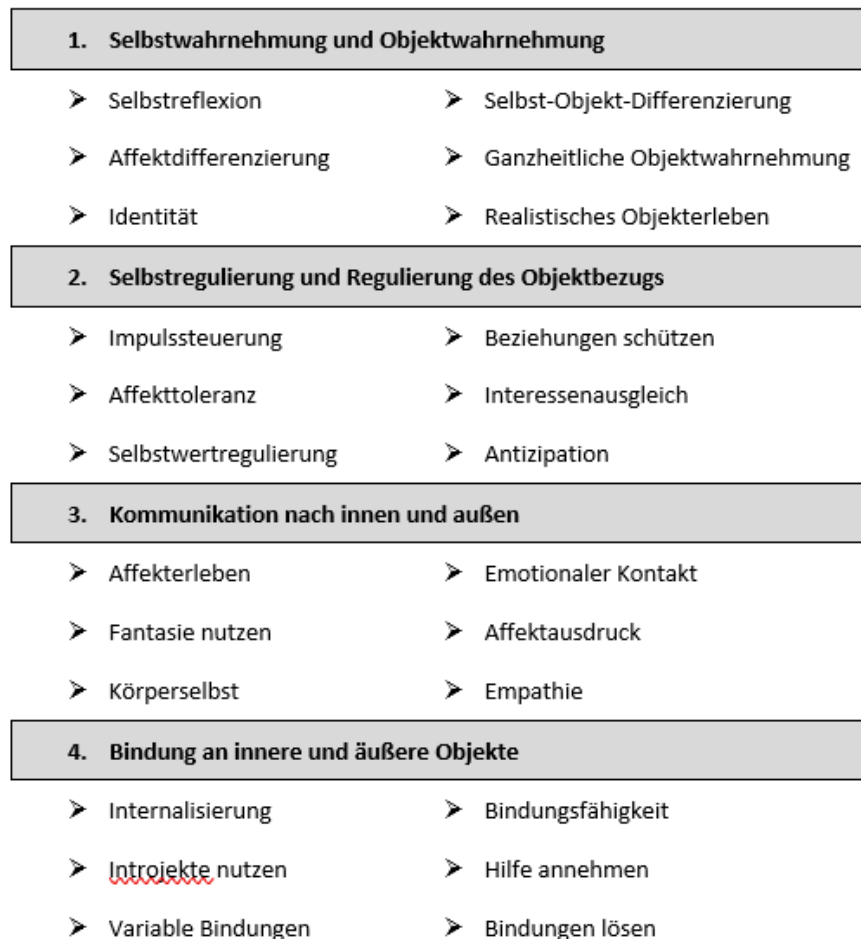 1. Selbstwahrnehmung und Objektwahrnehmung
➢ Selbstreflexion ➢ Selbst-Objekt-Differenzierung
➢ Affektdifferenzierung ➢ Ganzheitliche Objektwahrnehmung
➢ Identität ➢ Realistisches Objekterleben
2. Selbstregulierung und Regulierung des Objektbezugs
➢ Impulssteuerung ➢ Beziehungen schützen
➢ Affekttoleranz ➢ Interessenausgleich
➢ Selbstwertregulierung ➢ Antizipation
3. Kommunikation nach innen und außen
➢ Affekterleben ➢ Emotionaler Kontakt
➢ Fantasie nutzen ➢ Affektausdruck
➢ Körperselbst ➢ Empathie
4. Bindung an innere und äußere Objekte
➢ Internalisierung ➢ Bindungsfähigkeit
➢ Introjekte nutzen ➢ Hilfe annehmen
➢ Variable Bindungen ➢ Bindungen lösen